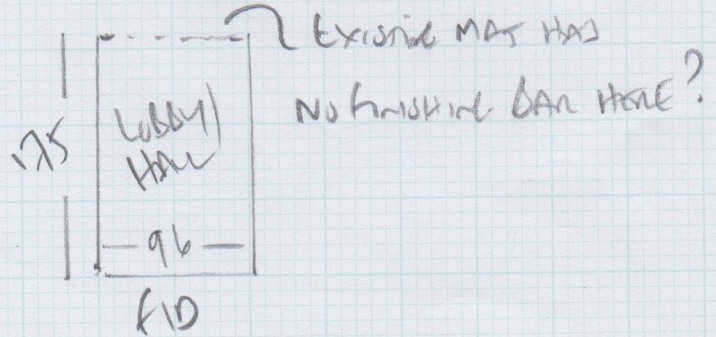 EXISTING MAT HAS
NO FINISHING BAR HERE?
LOBBY/
HALL
175
96
F/D